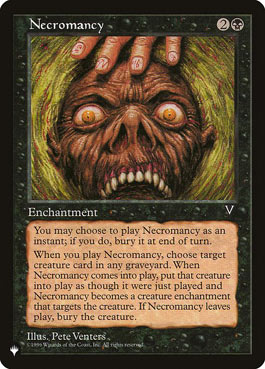 Necromancy 2
Enchantment V
You may choose to play Necromancy as an
instant; if you do, bury it at end of turn.
When you play Necromancy, choose target
creature card in any graveyard. When
Necromancy comes into play, put that creature
into play as though it were just played and
Necromancy becomes a creature enchantment
that targets the creature. If Necromancy leaves
play, bury the creature.
Illus. Pete Venters